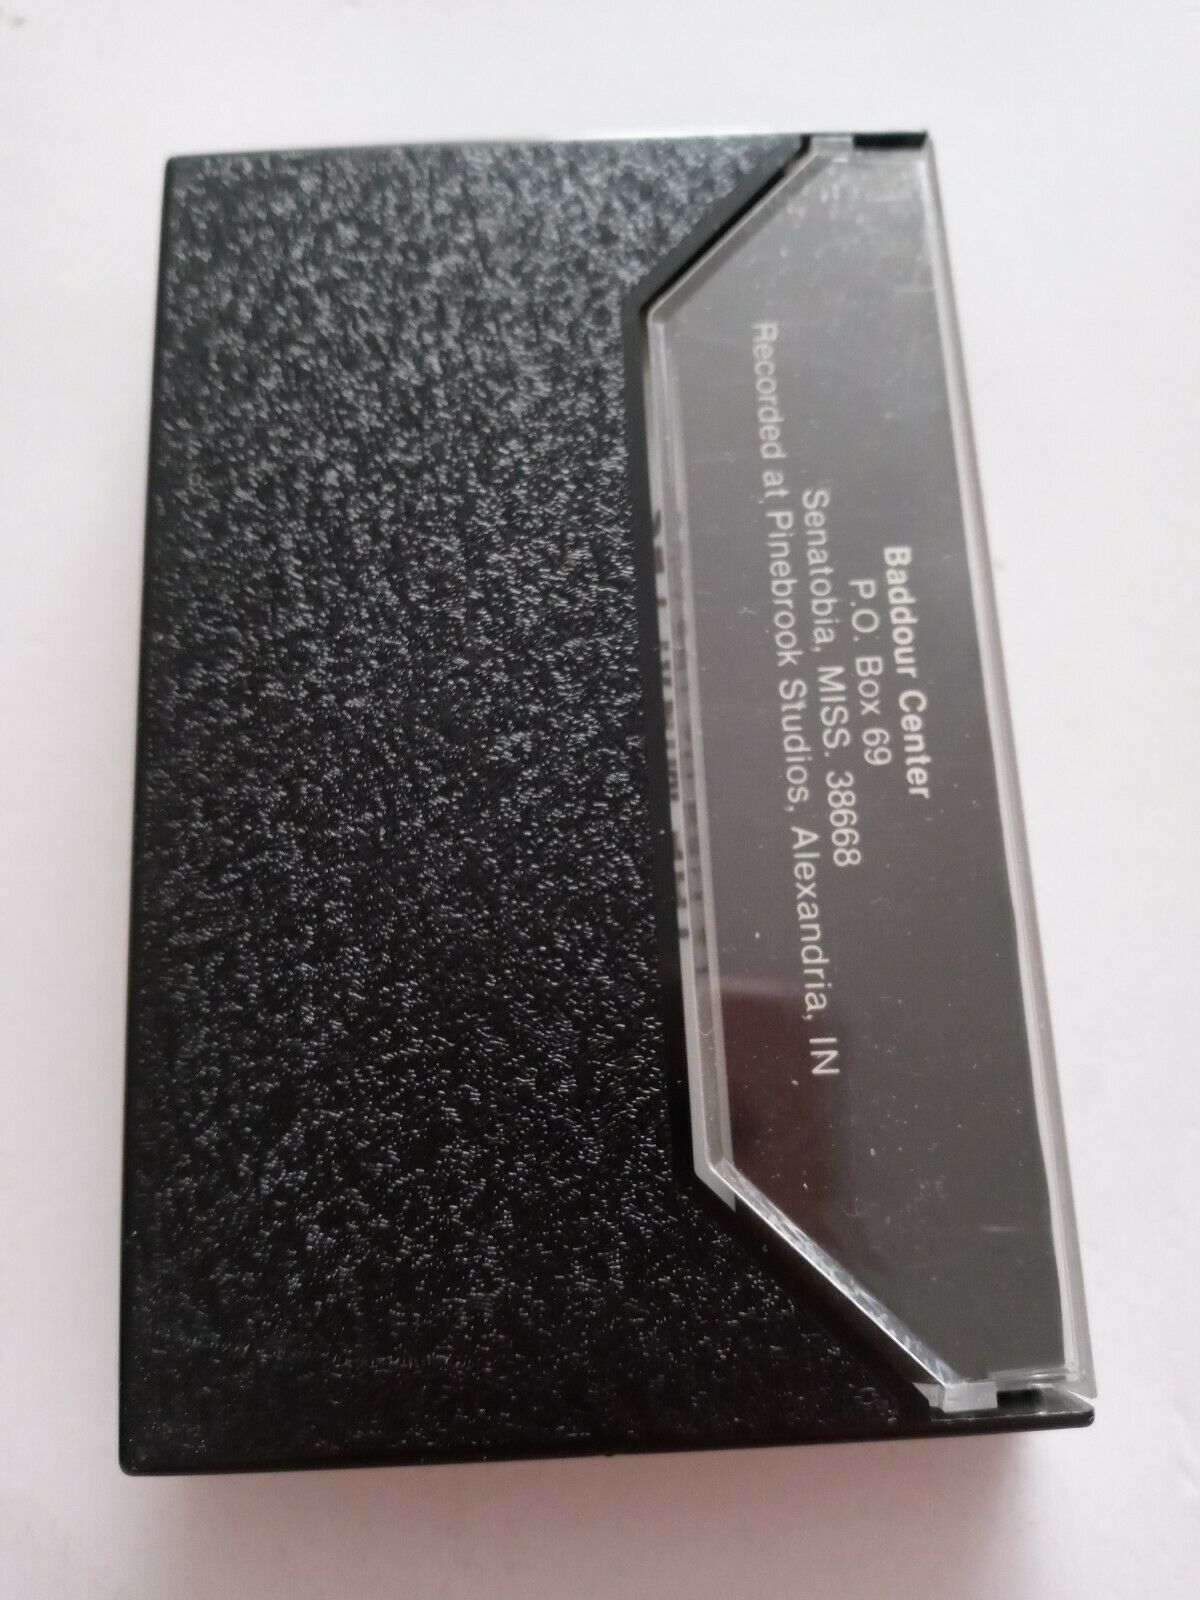 Baddour Center
P.O. Box 69
Senatobia, MISS. 38668
Recorded at Pinebrook Studios, Alexandria, IN